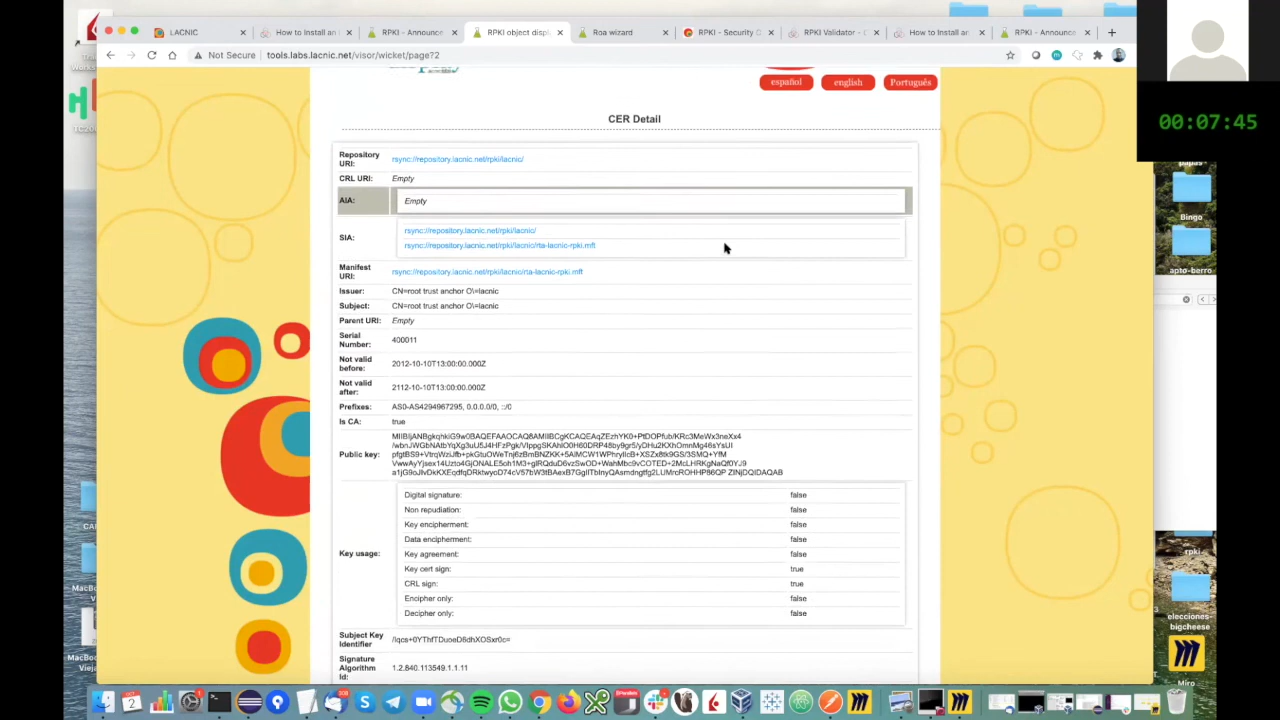 LACNIC
How to Install an
RPKI - Announce
RPKI object displ
Roa wizard
RPKI - Security C
RPKI Validator - C
How to Install an
RPKI - Announce
Not Secure | tools.labs.lacnic.net/visor/wicket/page?2
00:07:45
español
english
Português
CER Detail
Repository URI:
rsync://repository.lacnic.net/rpki/lacnic/
CRL URI:
Empty
AIA:
Empty
SIA:
rsync://repository.lacnic.net/rpki/lacnic/
rsync://repository.lacnic.net/rpki/lacnic/rta-lacnic-rpki.mft
Manifest URI:
rsync://repository.lacnic.net/rpki/lacnic/rta-lacnic-rpki.mft
Issuer:
CN=root trust anchor O\=lacnic
Subject:
CN=root trust anchor O\=lacnic
Parent URI:
Empty
Serial Number:
400011
Not valid before:
2012-10-10T13:00:00.000Z
Not valid after:
2112-10-10T13:00:00.000Z
Prefixes:
AS0-AS4294967295, 0.0.0.0/0, ::/0
Is CA:
true
Public key:
Key usage:
Digital signature: false
Non repudiation: false
Key encipherment: false
Data encipherment: false
Key agreement: false
Key cert sign: true
CRL sign: true
Encipher only: false
Decipher only: false
Subject Key Identifier
Signature Algorithm Id:
1.2.840.113549.1.1.11
Bingo
apto-berro
rpki
elecciones-
bigcheese
Miro